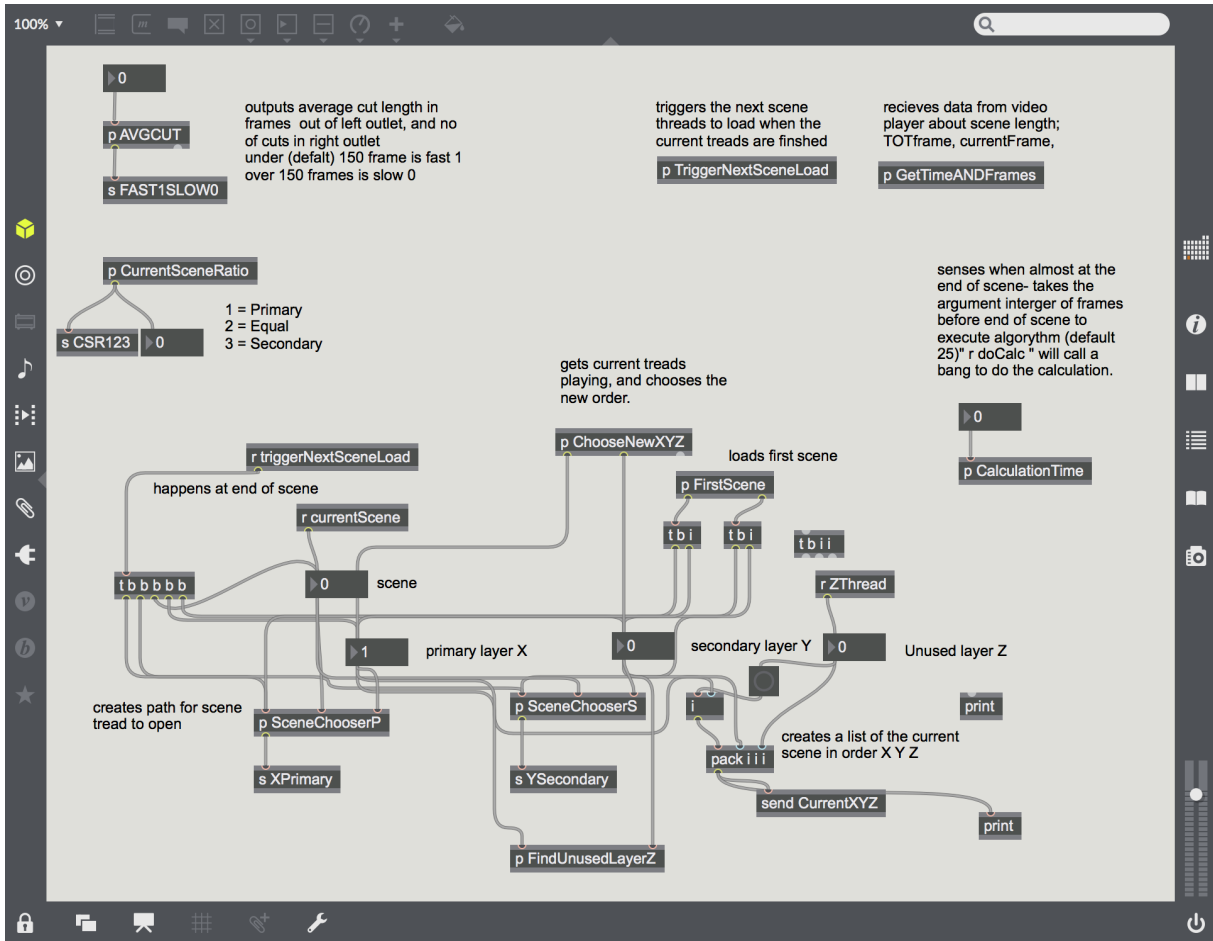 100% ▼
0
p AVGCUT
s FAST1SLOW0
outputs average cut length in
frames  out of left outlet, and no
of cuts in right outlet
under (defalt) 150 frame is fast 1
over 150 frames is slow 0
triggers the next scene
threads to load when the
current treads are finshed
p TriggerNextSceneLoad
recieves data from video
player about scene length;
TOTframe, currentFrame,
p GetTimeANDFrames
p CurrentSceneRatio
s CSR123
0
1 = Primary
2 = Equal
3 = Secondary
senses when almost at the
end of scene- takes the
argument interger of frames
before end of scene to
execute algorythm (default
25)" r doCalc " will call a
bang to do the calculation.
0
p CalculationTime
gets current treads
playing, and chooses the
new order.
p ChooseNewXYZ
r triggerNextSceneLoad
happens at end of scene
r currentScene
loads first scene
p FirstScene
t b i
t b i
t b i i
t b b b b b
0
scene
r ZThread
1
primary layer X
0
secondary layer Y
0
Unused layer Z
creates path for scene
tread to open
p SceneChooserP
s XPrimary
p SceneChooserS
s YSecondary
i
print
creates a list of the current
scene in order X Y Z
pack i i i
send CurrentXYZ
print
p FindUnusedLayerZ